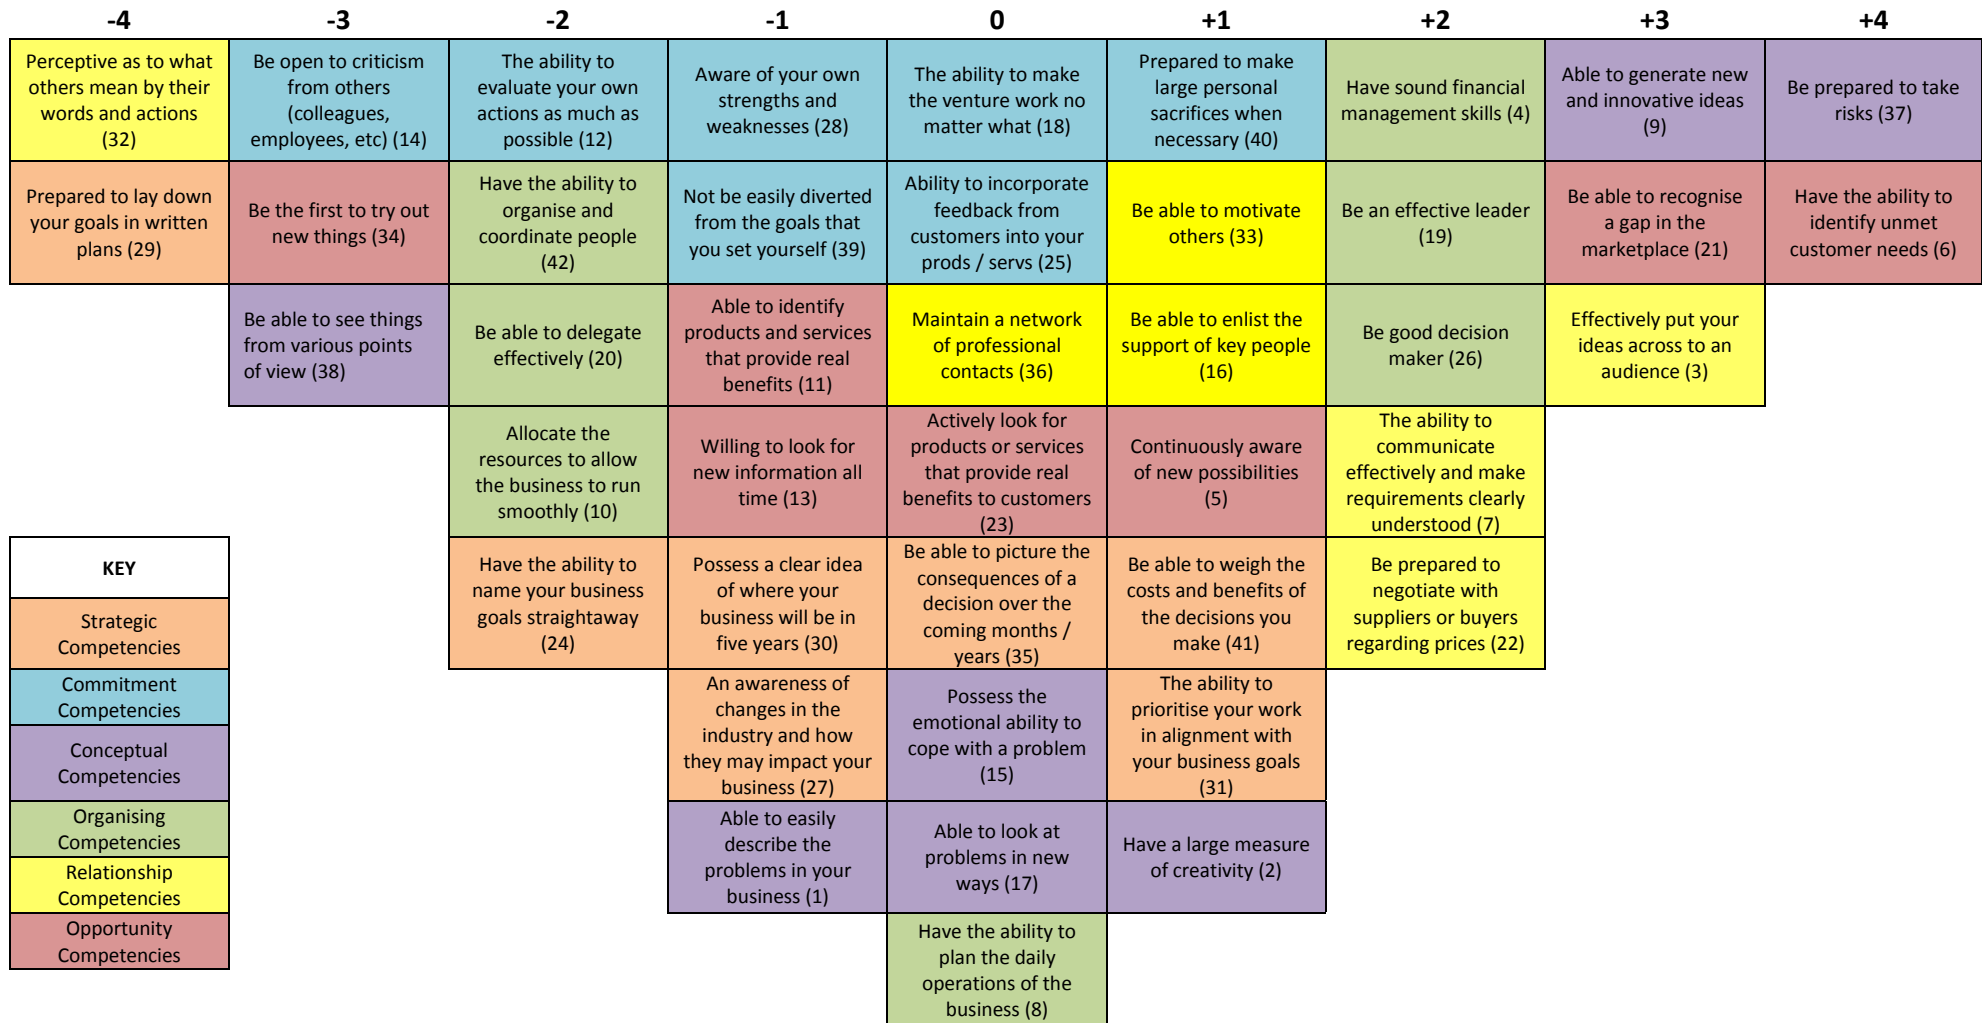 -4 -3 -2 -1 0 +1 +2 +3 +4
Perceptive as to what
others mean by their
words and actions
(32)
Be open to criticism
from others
(colleagues,
employees, etc) (14)
The ability to
evaluate your own
actions as much as
possible (12)
Aware of your own
strengths and
weaknesses (28)
The ability to make
the venture work no
matter what (18)
Prepared to make
large personal
sacrifices when
necessary (40)
Have sound financial
management skills (4)
Able to generate new
and innovative ideas
(9)
Be prepared to take
risks (37)
Prepared to lay down
your goals in written
plans (29)
Be the first to try out
new things (34)
Have the ability to
organise and
coordinate people
(42)
Not be easily diverted
from the goals that
you set yourself (39)
Ability to incorporate
feedback from
customers into your
prods / servs (25)
Be able to motivate
others (33)
Be an effective leader
(19)
Be able to recognise
a gap in the
marketplace (21)
Have the ability to
identify unmet
customer needs (6)
Be able to see things
from various points
of view (38)
Be able to delegate
effectively (20)
Able to identify
products and services
that provide real
benefits (11)
Maintain a network
of professional
contacts (36)
Be able to enlist the
support of key people
(16)
Be good decision
maker (26)
Effectively put your
ideas across to an
audience (3)
Allocate the
resources to allow
the business to run
smoothly (10)
Willing to look for
new information all
time (13)
Actively look for
products or services
that provide real
benefits to customers
(23)
Continuously aware
of new possibilities
(5)
The ability to
communicate
effectively and make
requirements clearly
understood (7)
KEY
Have the ability to
name your business
goals straightaway
(24)
Possess a clear idea
of where your
business will be in
five years (30)
Be able to picture the
consequences of a
decision over the
coming months /
years (35)
Be able to weigh the
costs and benefits of
the decisions you
make (41)
Be prepared to
negotiate with
suppliers or buyers
regarding prices (22)
Strategic
Competencies
Commitment
Competencies
An awareness of
changes in the
industry and how
they may impact your
business (27)
Possess the
emotional ability to
cope with a problem
(15)
The ability to
prioritise your work
in alignment with
your business goals
(31)
Conceptual
Competencies
Organising
Competencies
Able to easily
describe the
problems in your
business (1)
Able to look at
problems in new
ways (17)
Have a large measure
of creativity (2)
Relationship
Competencies
Opportunity
Competencies
Have the ability to
plan the daily
operations of the
business (8)